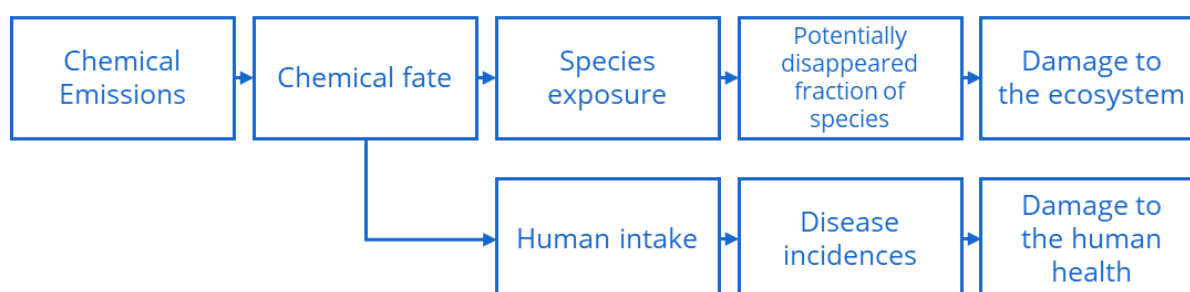 Chemical
Emissions
Chemical fate
Species
exposure
Potentially
disappeared
fraction of
species
Damage to
the ecosystem
Human intake
Disease
incidences
Damage to
the human
health